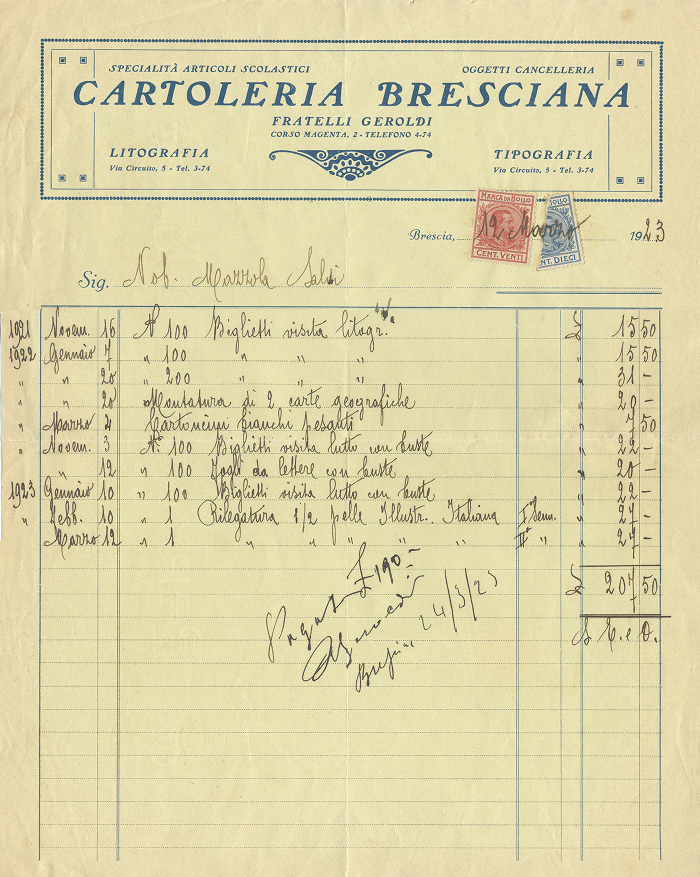 SPECIALITÀ ARTICOLI SCOLASTICI OGGETTI CANCELLERIA
CARTOLERIA BRESCIANA
FRATELLI GEROLDI
CORSO MAGENTA, 2 - TELEFONO 4-74
LITOGRAFIA TIPOGRAFIA
Via Circuito, 5 - Tel. 3-74 Via Circuito, 5 - Tel. 3-74
MARCA DA BOLLO BOLLO
Brescia, 12 Marzo 1923
CENT. VENTI NT. DIECI
Sig. Nob. Mazzola
1921 Novem. 16 N° 100 Biglietti visita litogr. £ 15 50
1922 Gennaio 7 " 100 " " " 15 50
" " 20 " 200 " " " 31 -
" " 20 " Montatura di 2 carte geografiche 20 -
" Marzo 4 Cartoncini bianchi pesanti 7 50
" Novem. 3 N° 100 Biglietti visita lutto con buste 22 -
" 12 " 100 Fogli da lettere con buste 20 -
1923 Gennaio 10 " 100 Biglietti visita lutto con buste 22 -
" Febb. 10 " 1 Rilegatura 1/2 pelle Illustr. Italiana I° Sem. " 27 -
Marzo 12 " 1 " " " " " II° " " 27 -
£ 207 50
S. E. e O.
Pagato £ 190 -
24/3/23